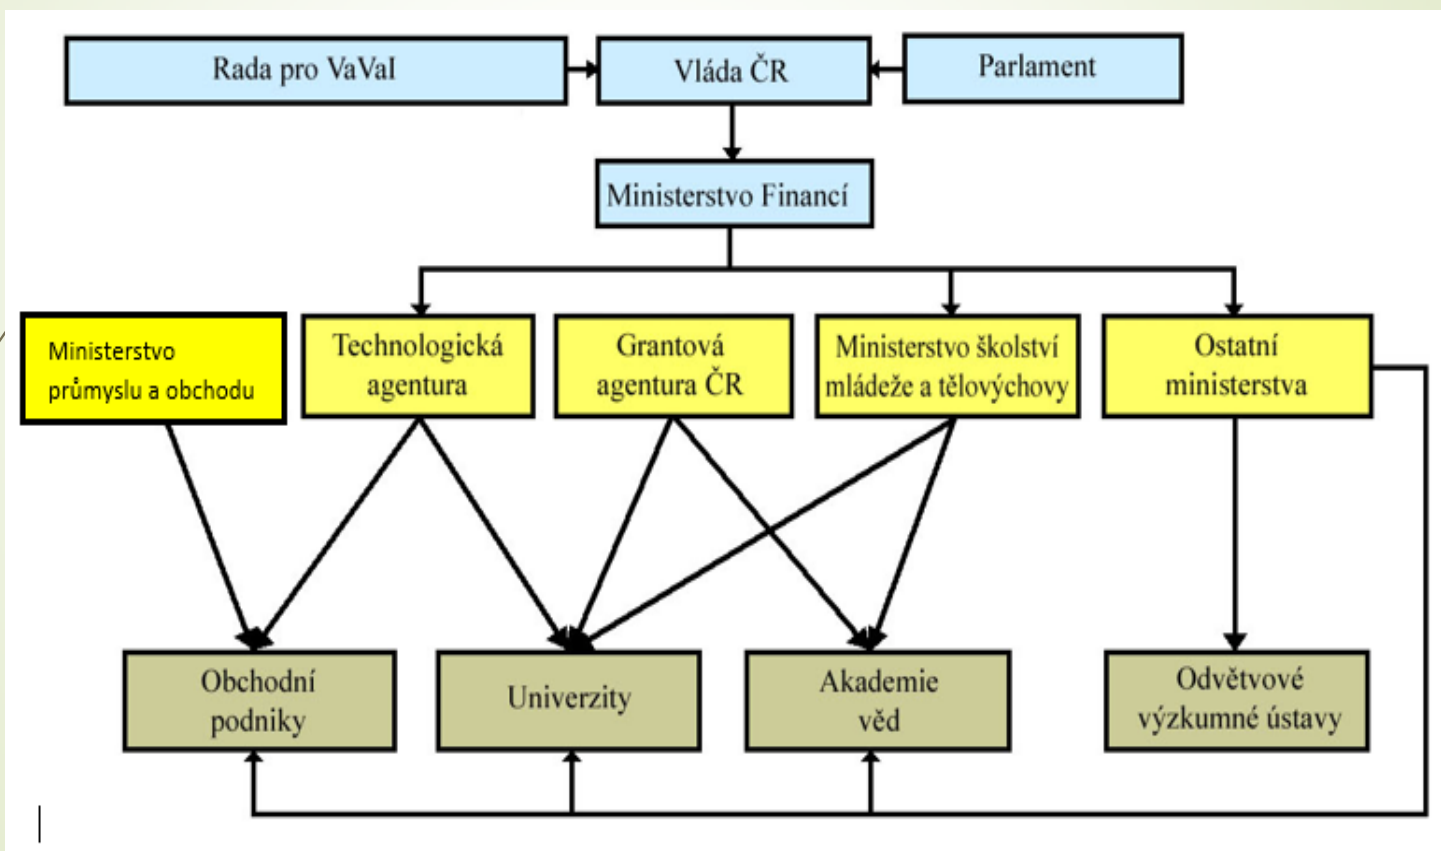 Rada pro VaVaI
Vláda ČR
Parlament
Ministerstvo Financí
Ministerstvo
průmyslu a obchodu
Technologická
agentura
Grantová
agentura ČR
Ministerstvo školství
mládeže a tělovýchovy
Ostatní
ministerstva
Obchodní
podniky
Univerzity
Akademie
věd
Odvětvové
výzkumné ústavy